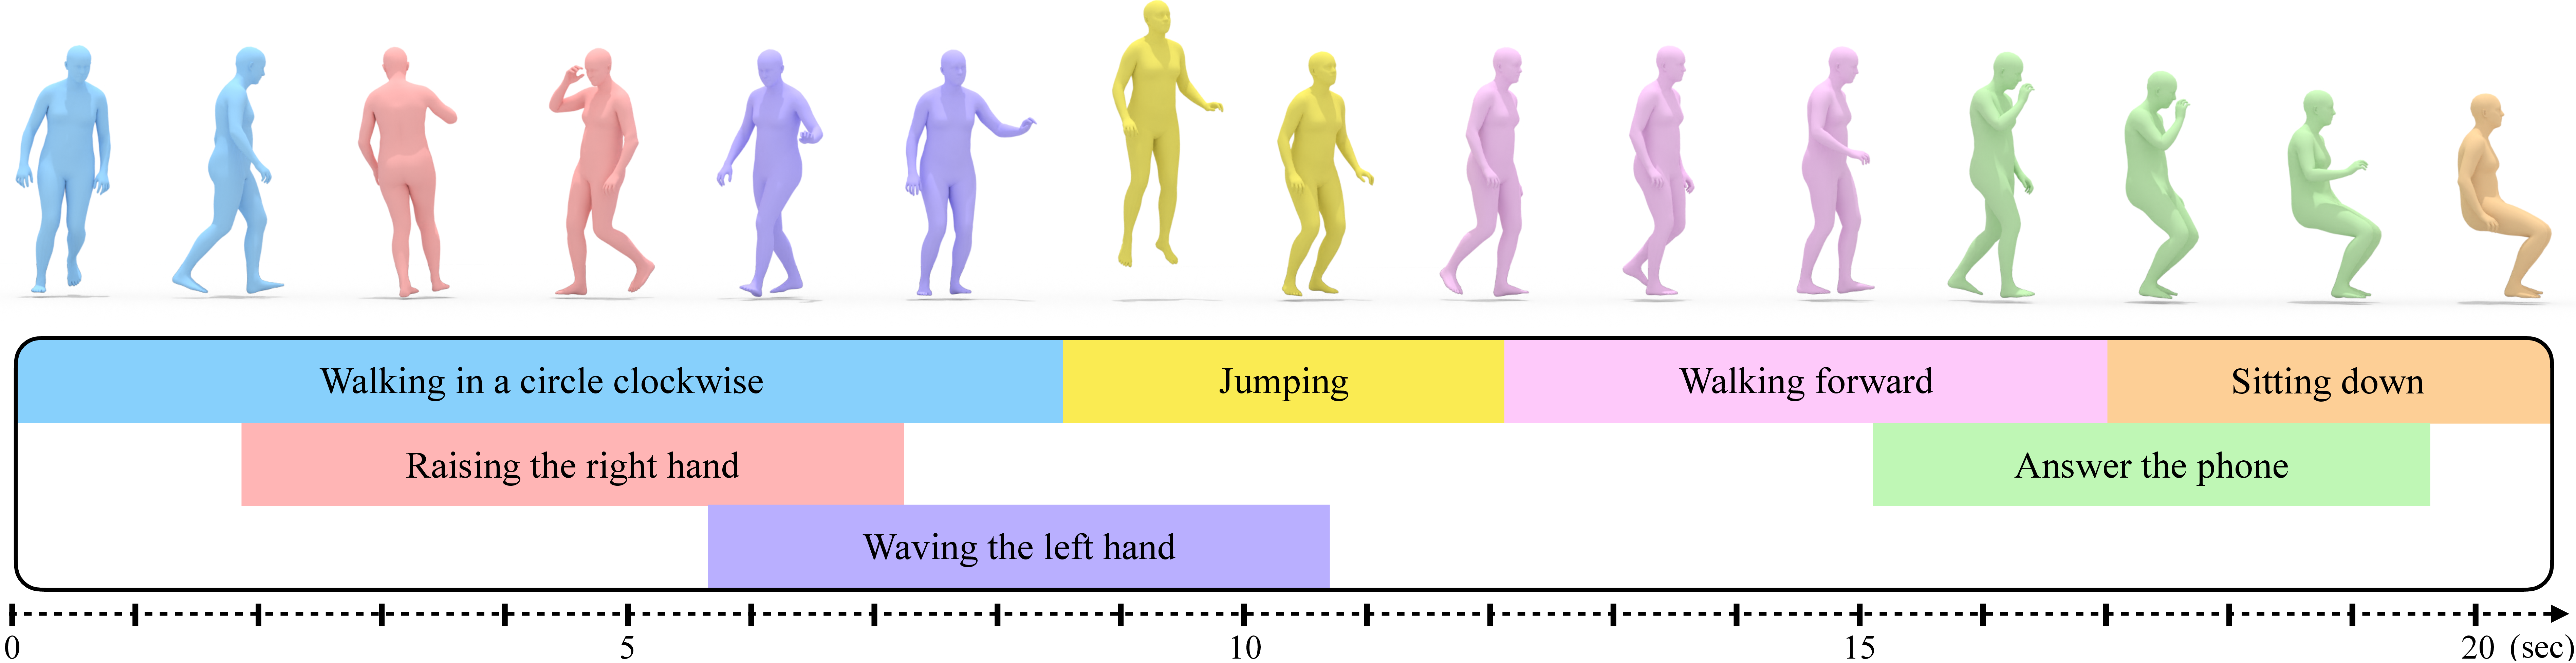 Walking in a circle clockwise
Jumping
Walking forward
Sitting down
Raising the right hand
Answer the phone
Waving the left hand
0 5 10 15 20 (sec)